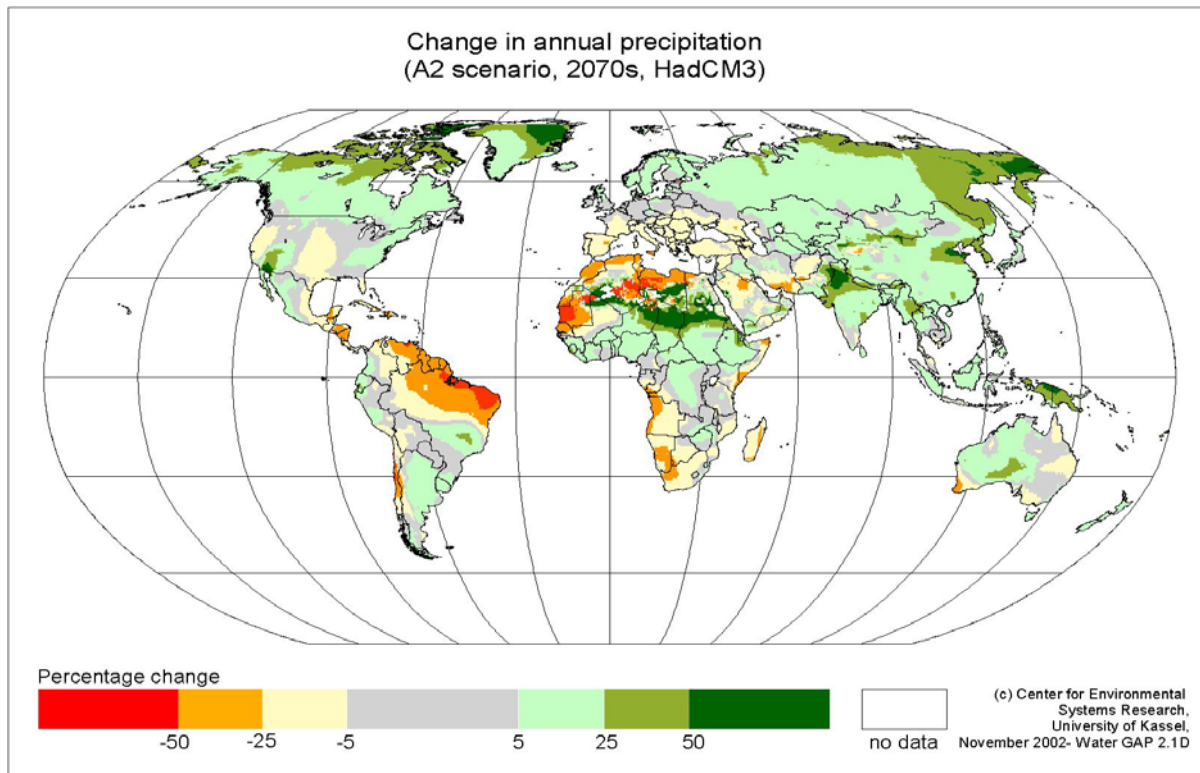 Change in annual precipitation
(A2 scenario, 2070s, HadCM3)
Percentage change
-50
-25
-5
5
25
50
no data
(c) Center for Environmental
Systems Research,
University of Kassel,
November 2002- Water GAP 2.1D